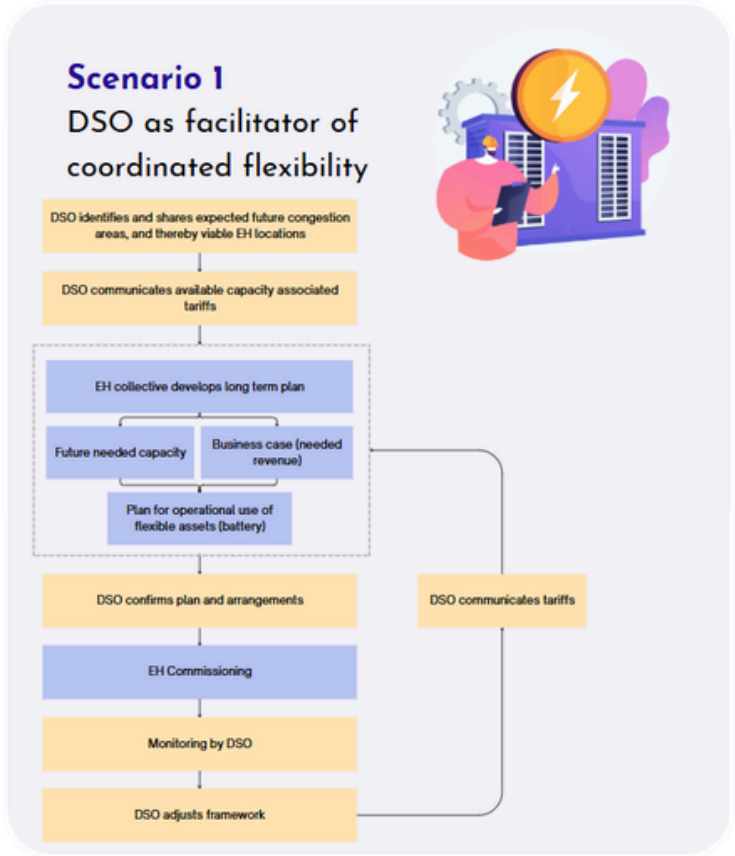 Scenario 1
DSO as facilitator of
coordinated flexibility
DSO identifies and shares expected future congestion
areas, and thereby viable EH locations
DSO communicates available capacity associated
tariffs
EH collective develops long term plan
Future needed capacity
Business case (needed
revenue)
Plan for operational use of
flexible assets (battery)
DSO confirms plan and arrangements
DSO communicates tariffs
EH Commissioning
Monitoring by DSO
DSO adjusts framework